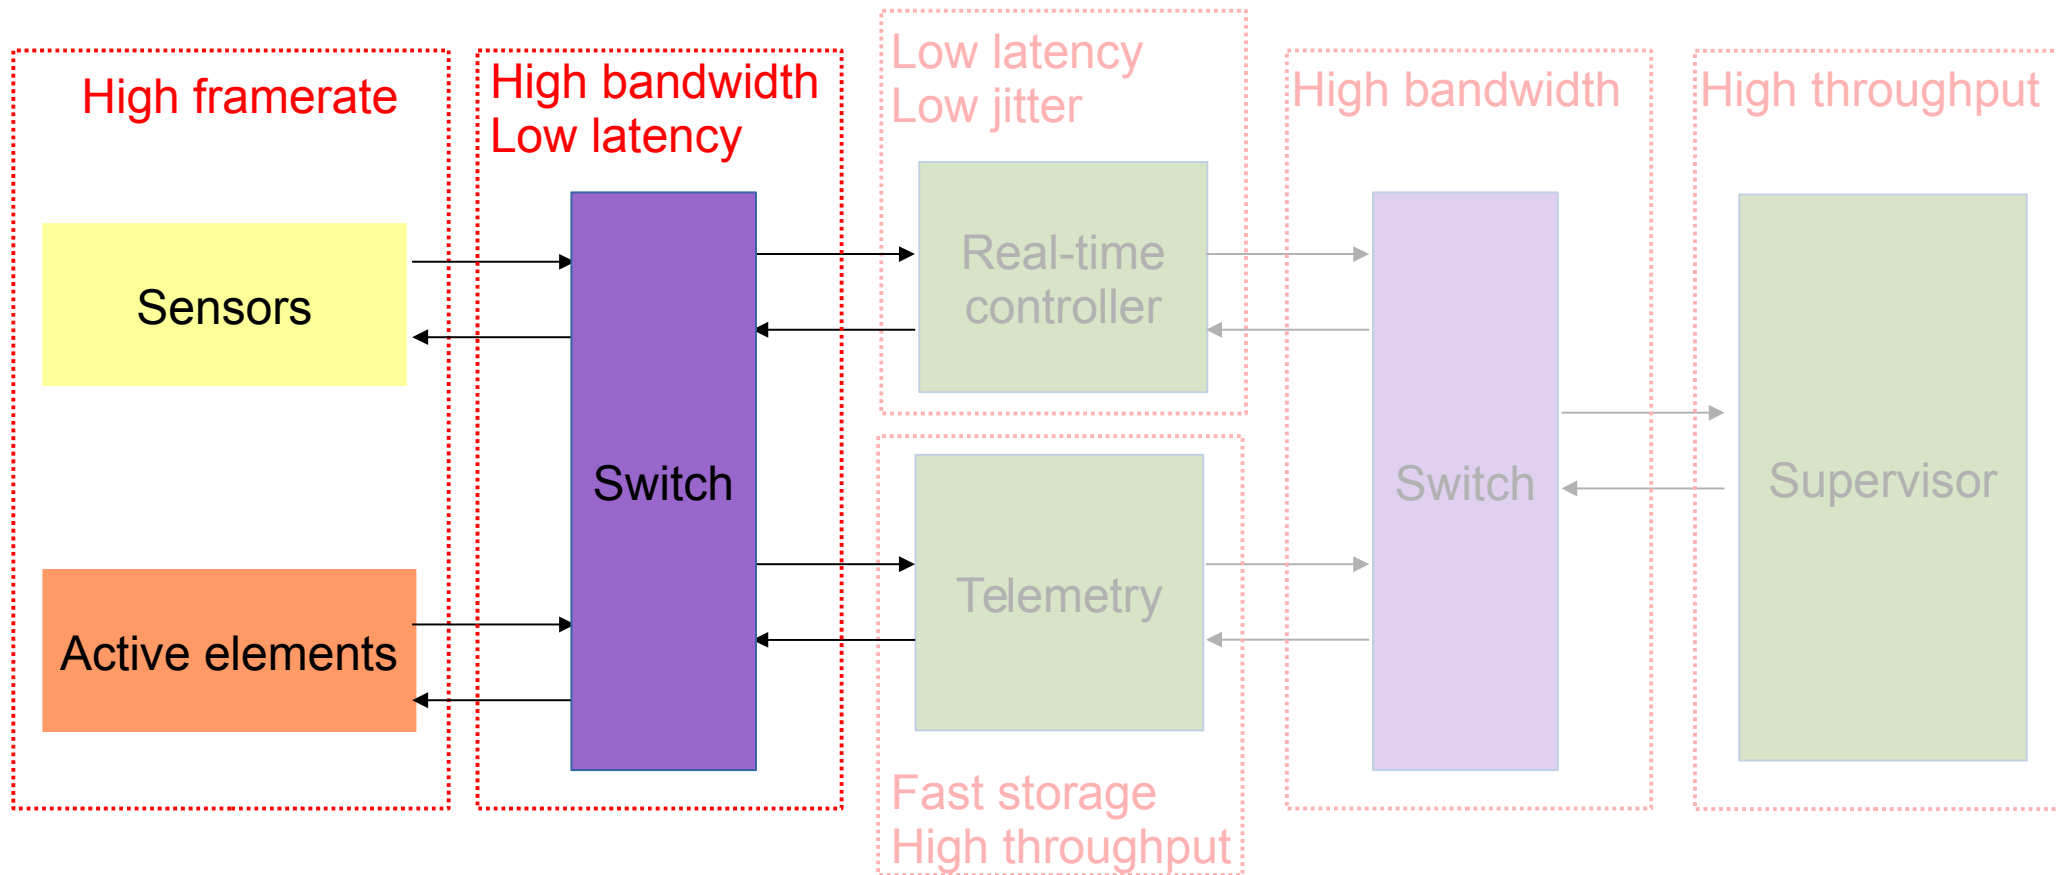 High framerate
High bandwidth
Low latency
Low latency
Low jitter
High bandwidth
High throughput
Sensors
Active elements
Switch
Real-time
controller
Telemetry
Fast storage
High throughput
Switch
Supervisor